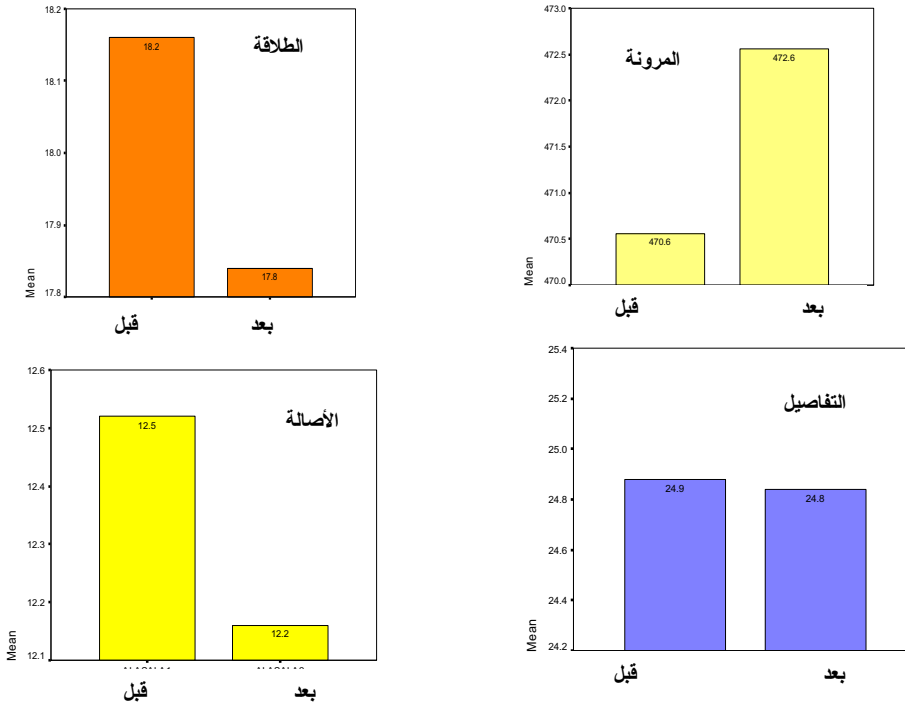 الطلاقة
18.2
18.1
18.0
17.9
17.8
Mean
18.2
17.8
قبل
بعد
المرونة
473.0
472.5
472.0
471.5
471.0
470.5
470.0
Mean
470.6
472.6
قبل
بعد
الأصالة
12.6
12.5
12.4
12.3
12.2
12.1
Mean
12.5
12.2
قبل
بعد
التفاصيل
25.4
25.2
25.0
24.8
24.6
24.4
24.2
Mean
24.9
24.8
قبل
بعد